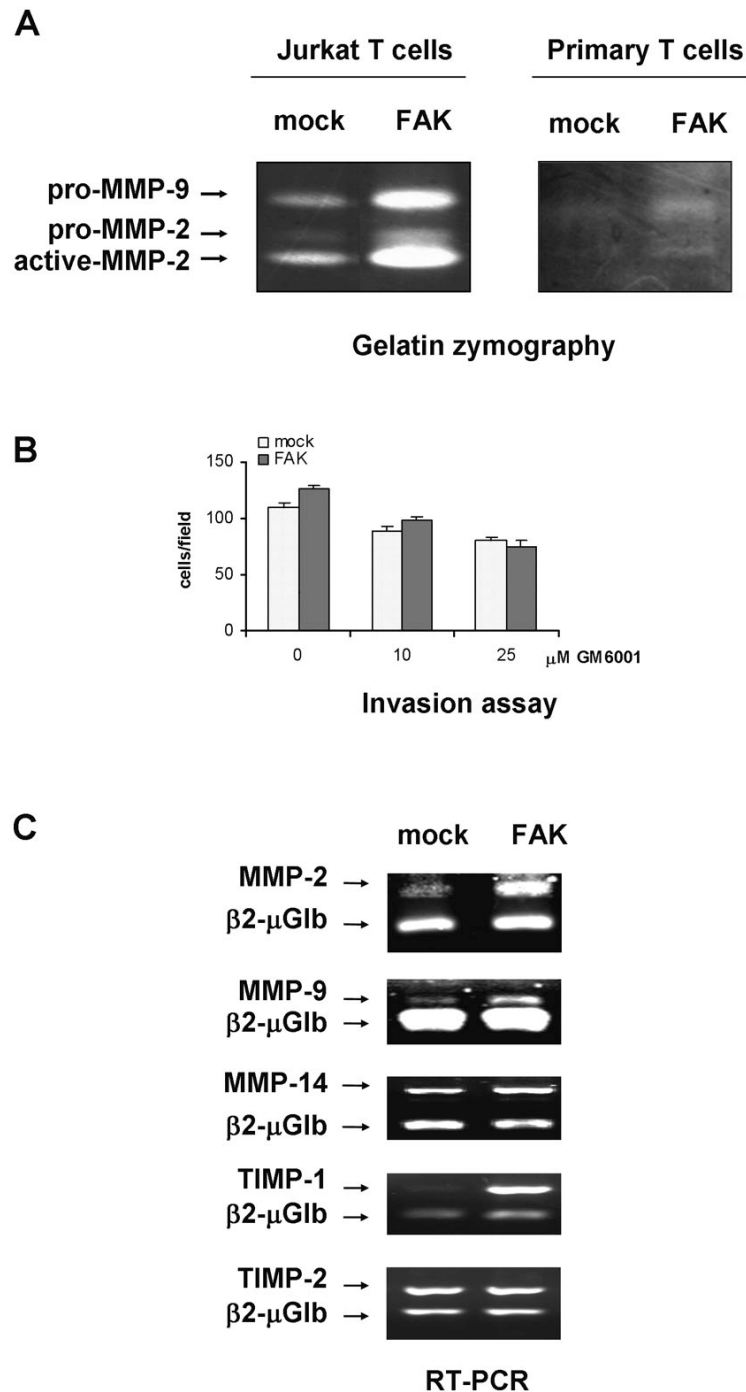 A
Jurkat T cells
Primary T cells
mock FAK
mock FAK
pro-MMP-9 →
pro-MMP-2 →
active-MMP-2 →
Gelatin zymography
B
mock
FAK
150
100
50
0
cells/field
0 10 25 μM GM6001
Invasion assay
C
mock FAK
MMP-2 →
β2-μGlb →
MMP-9 →
β2-μGlb →
MMP-14 →
β2-μGlb →
TIMP-1 →
β2-μGlb →
TIMP-2 →
β2-μGlb →
RT-PCR